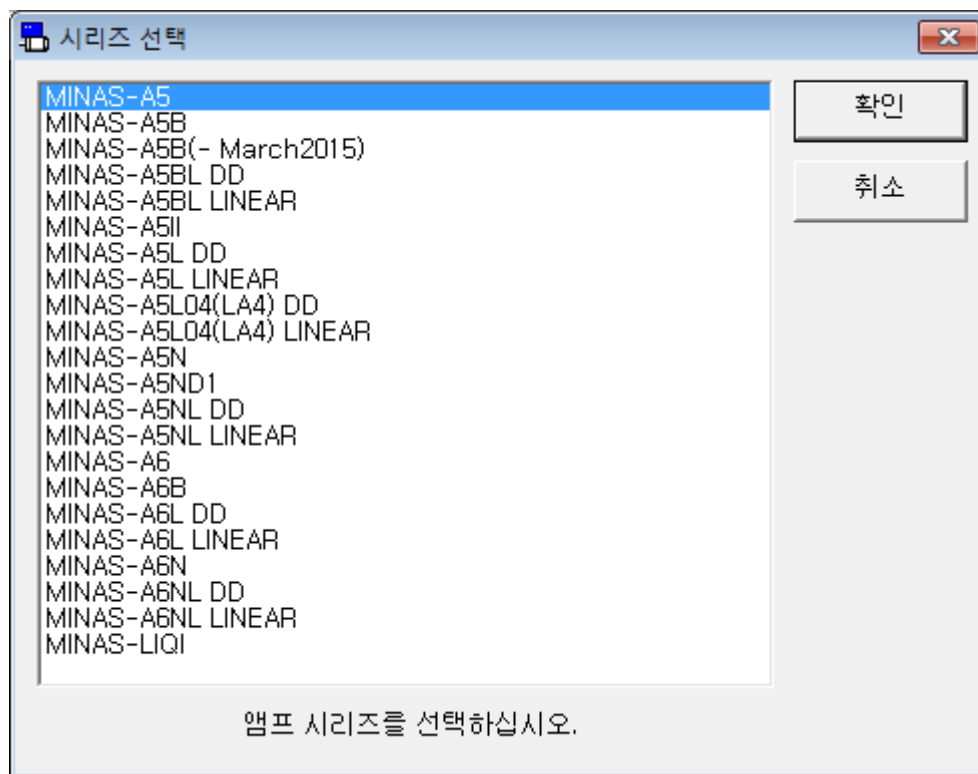 시리즈 선택
MINAS-A5
MINAS-A5B
MINAS-A5B(- March2015)
MINAS-A5BL DD
MINAS-A5BL LINEAR
MINAS-A5II
MINAS-A5L DD
MINAS-A5L LINEAR
MINAS-A5L04(LA4) DD
MINAS-A5L04(LA4) LINEAR
MINAS-A5N
MINAS-A5ND1
MINAS-A5NL DD
MINAS-A5NL LINEAR
MINAS-A6
MINAS-A6B
MINAS-A6L DD
MINAS-A6L LINEAR
MINAS-A6N
MINAS-A6NL DD
MINAS-A6NL LINEAR
MINAS-LIQI
확인
취소
앰프 시리즈를 선택하십시오.